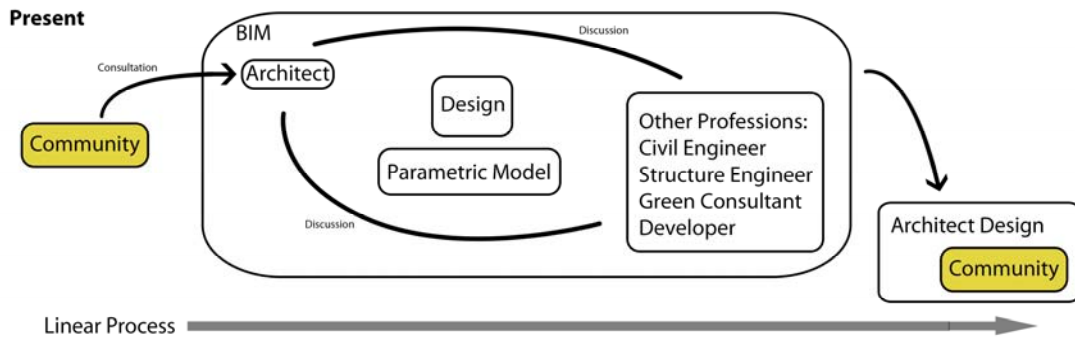 Present
BIM
Discussion
Consultation
Architect
Community
Design
Other Professions:
Civil Engineer
Structure Engineer
Green Consultant
Developer
Parametric Model
Discussion
Architect Design
Community
Linear Process